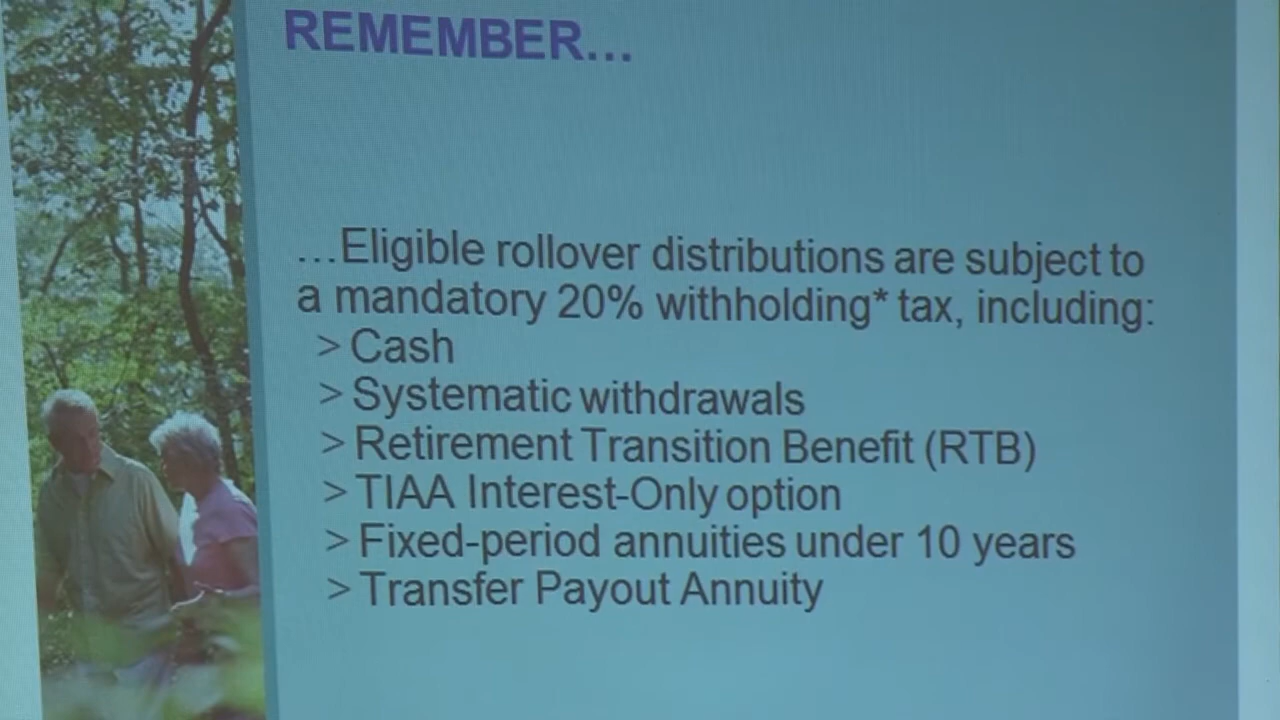 REMEMBER...
...Eligible rollover distributions are subject to
a mandatory 20% withholding* tax, including:
> Cash
> Systematic withdrawals
> Retirement Transition Benefit (RTB)
> TIAA Interest-Only option
> Fixed-period annuities under 10 years
> Transfer Payout Annuity